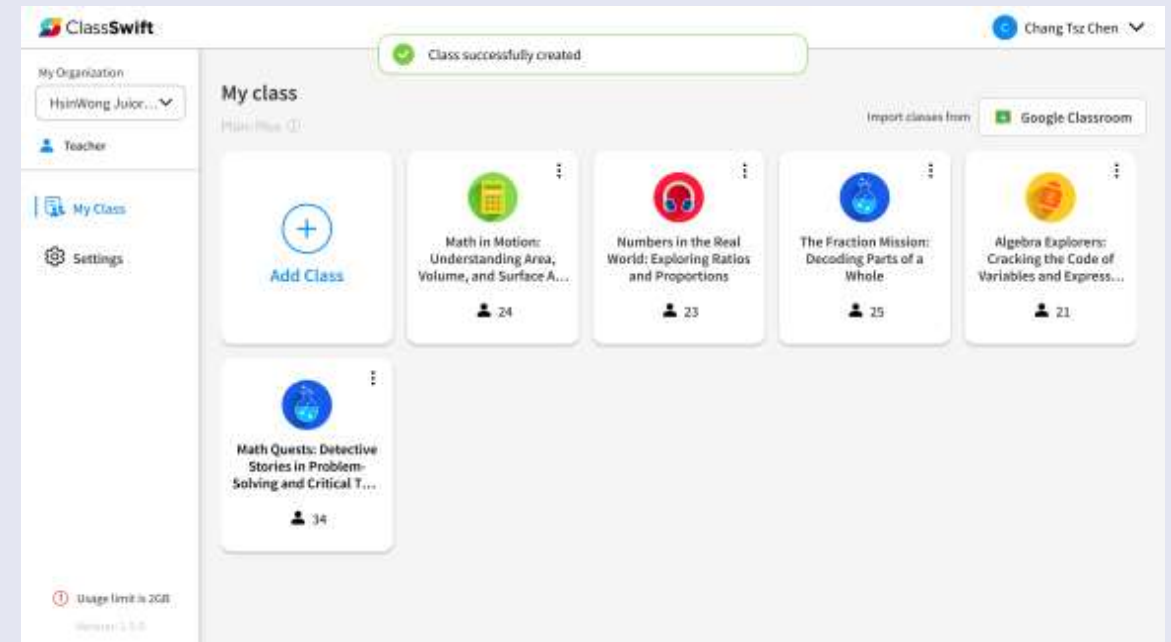 ClassSwift
Chang Tsz Chen
Class successfully created
My Organization
HsinWong Juior...
Teacher
My Class
Settings
My class
Import classes from
Google Classroom
Add Class
Math in Motion:
Understanding Area,
Volume, and Surface A...
24
Numbers in the Real
World: Exploring Ratios
and Proportions
23
The Fraction Mission:
Decoding Parts of a
Whole
25
Algebra Explorers:
Cracking the Code of
Variables and Express...
21
Math Quests: Detective
Stories in Problem-
Solving and Critical T...
34
Usage limit is 2GB